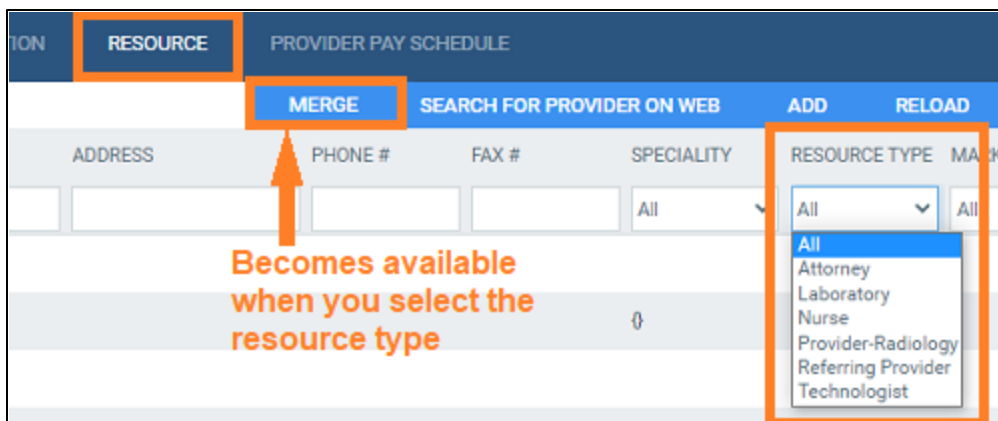 TION RESOURCE PROVIDER PAY SCHEDULE
MERGE SEARCH FOR PROVIDER ON WEB ADD RELOAD
ADDRESS PHONE # FAX # SPECIALITY RESOURCE TYPE MARK
All All All
All
Attorney
Laboratory
Nurse
Provider-Radiology
Referring Provider
Technologist
Becomes available
when you select the
resource type
{}